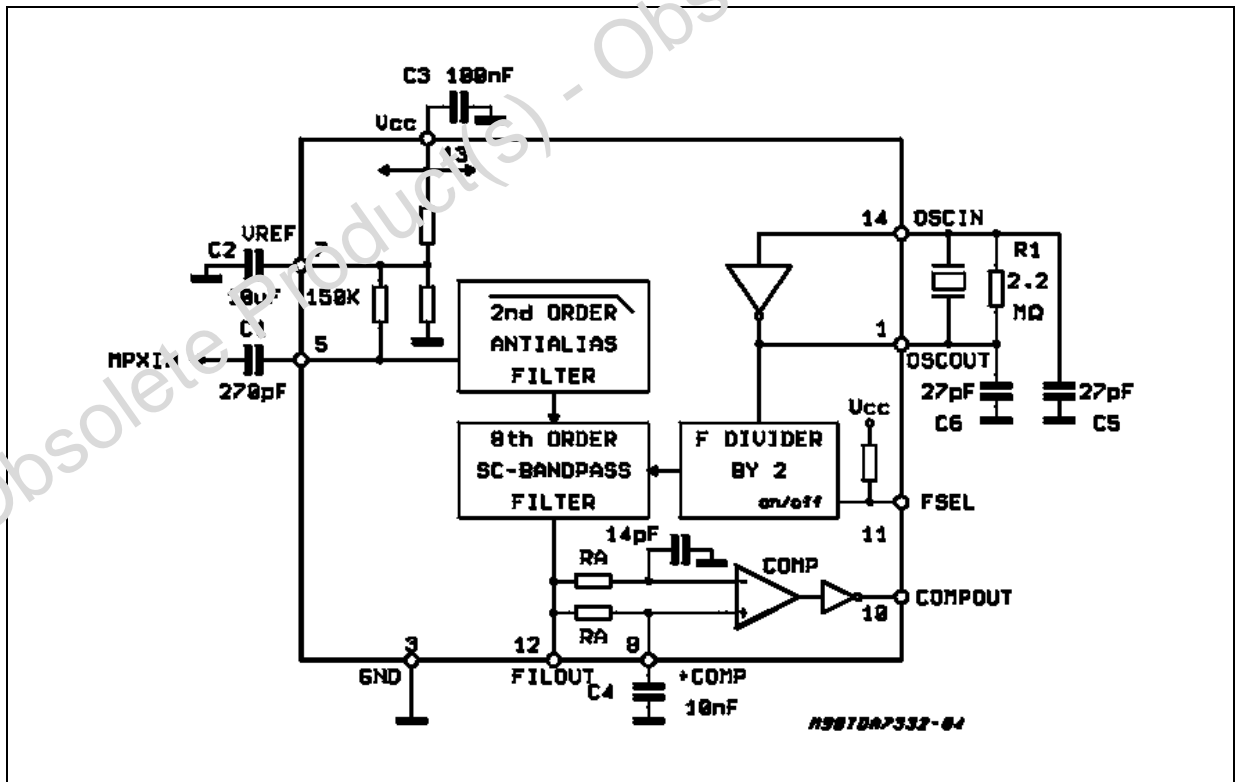 Obsolete Product(s) - Obs
C3 100nF
Vcc
13
14 OSCIN
C2
VREF
R1
2.2
MΩ
10uF
150K
2nd ORDER
ANTIALIAS
FILTER
C1
5
MPXIN
270pF
1
OSCOUT
27pF
C6
27pF
C5
Vcc
8th ORDER
SC-BANDPASS
FILTER
F DIVIDER
BY 2
on/off
FSEL
11
14pF
RA
COMP
-
+
COMPOUT
10
RA
3
12
8
GND
FILOUT
C4
+COMP
10nF
M98TDA7332-04